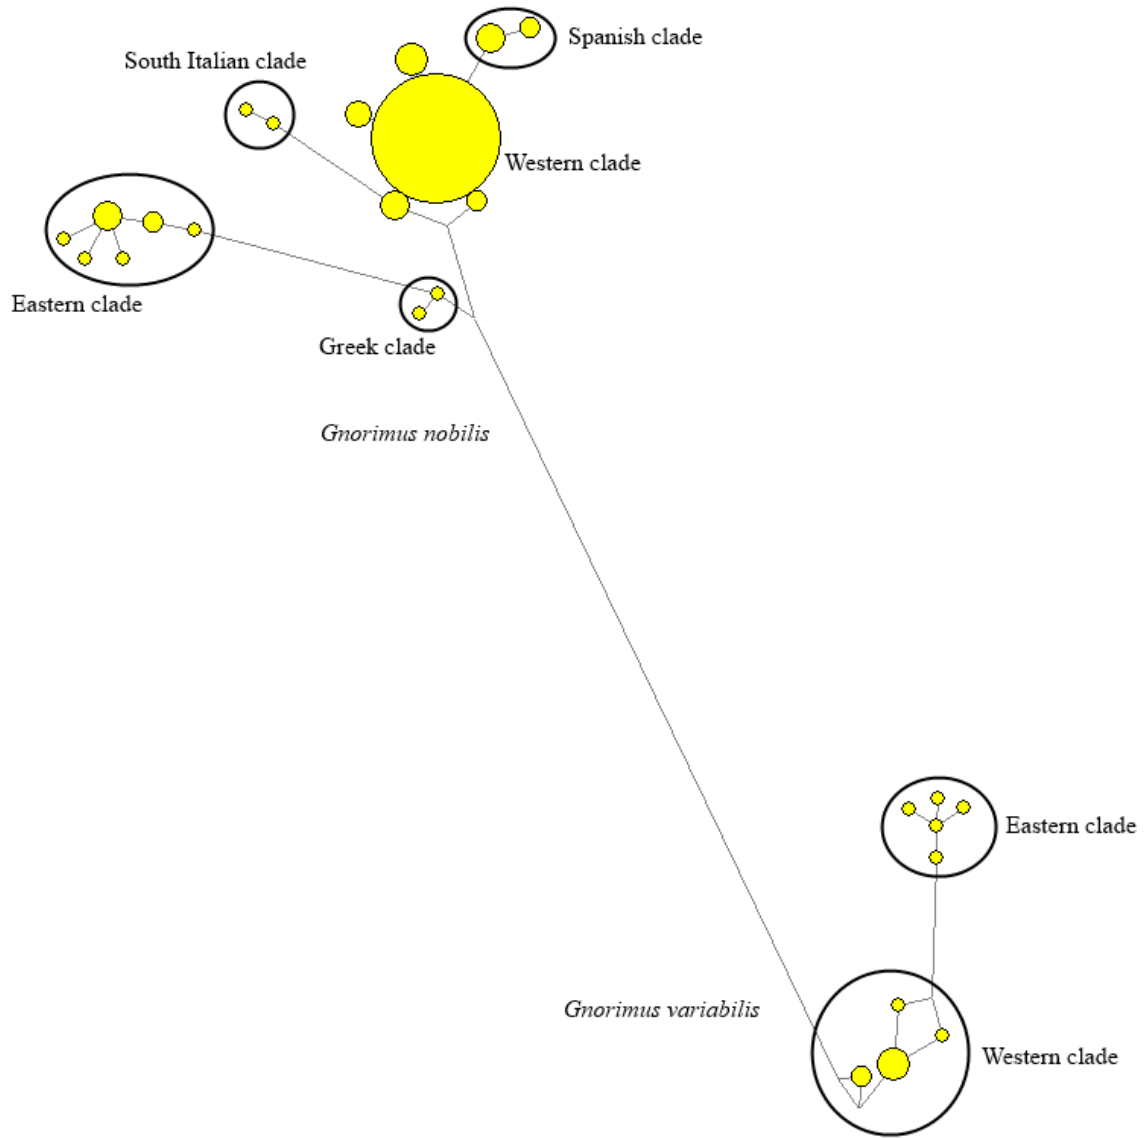 Spanish clade
South Italian clade
Western clade
Eastern clade
Greek clade
Gnorimus nobilis
Eastern clade
Gnorimus variabilis
Western clade